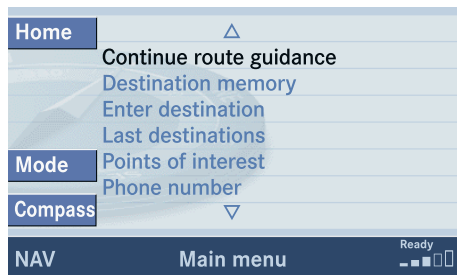 Home
Continue route guidance
Destination memory
Enter destination
Last destinations
Mode
Points of interest
Phone number
Compass
NAV
Main menu
Ready